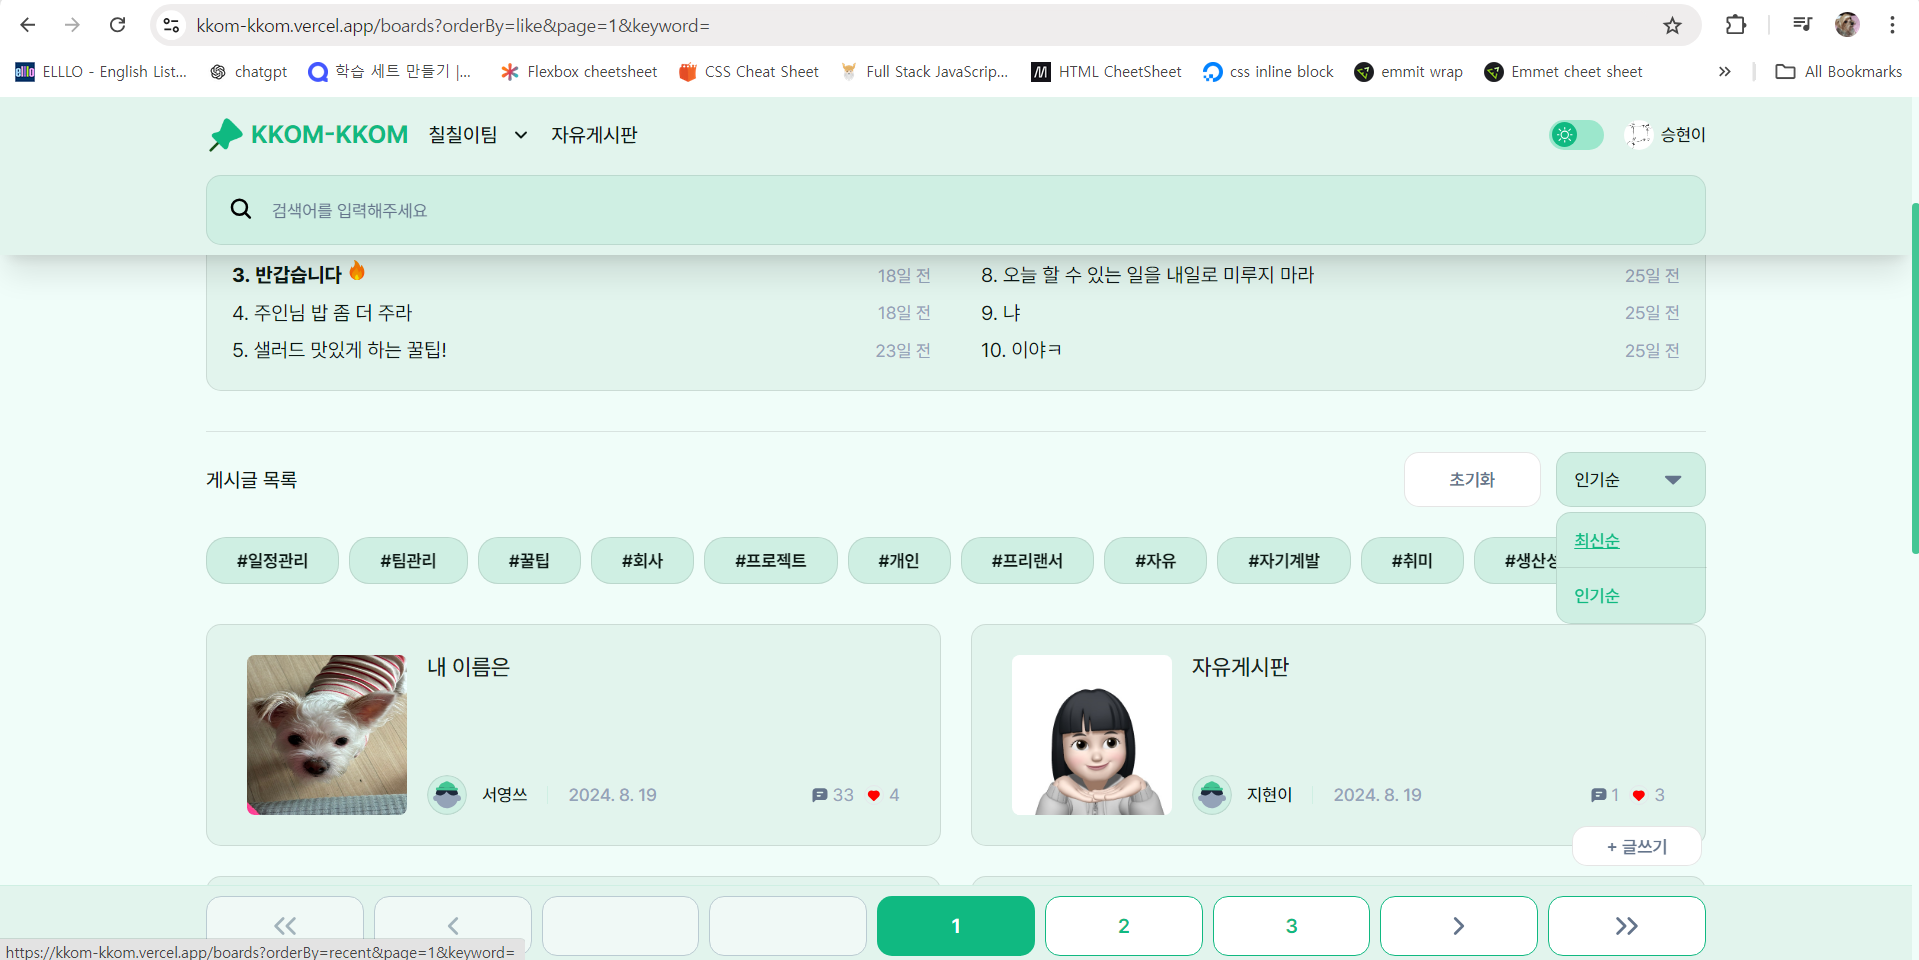 kkom-kkom.vercel.app/boards?orderBy=like&page=1&keyword=
ELLLO - English List... chatgpt 학습 세트 만들기 |... Flexbox cheetsheet CSS Cheat Sheet Full Stack JavaScrip... HTML CheetSheet css inline block emmit wrap Emmet cheet sheet All Bookmarks
KKOM-KKOM 칠칠이팀 자유게시판 승현이
검색어를 입력해주세요
3. 반갑습니다🔥 18일 전 8. 오늘 할 수 있는 일을 내일로 미루지 마라 25일 전
4. 주인님 밥 좀 더 주라 18일 전 9. 냐 25일 전
5. 샐러드 맛있게 하는 꿀팁! 23일 전 10. 이야ㅋ 25일 전
게시글 목록 초기화 인기순
최신순
인기순
#일정관리 #팀관리 #꿀팁 #회사 #프로젝트 #개인 #프리랜서 #자유 #자기계발 #취미 #생산성
내 이름은 자유게시판
서영쓰 2024. 8. 19 33 4 지현이 2024. 8. 19 1 3
+ 글쓰기
1 2 3
https://kkom-kkom.vercel.app/boards?orderBy=recent&page=1&keyword=